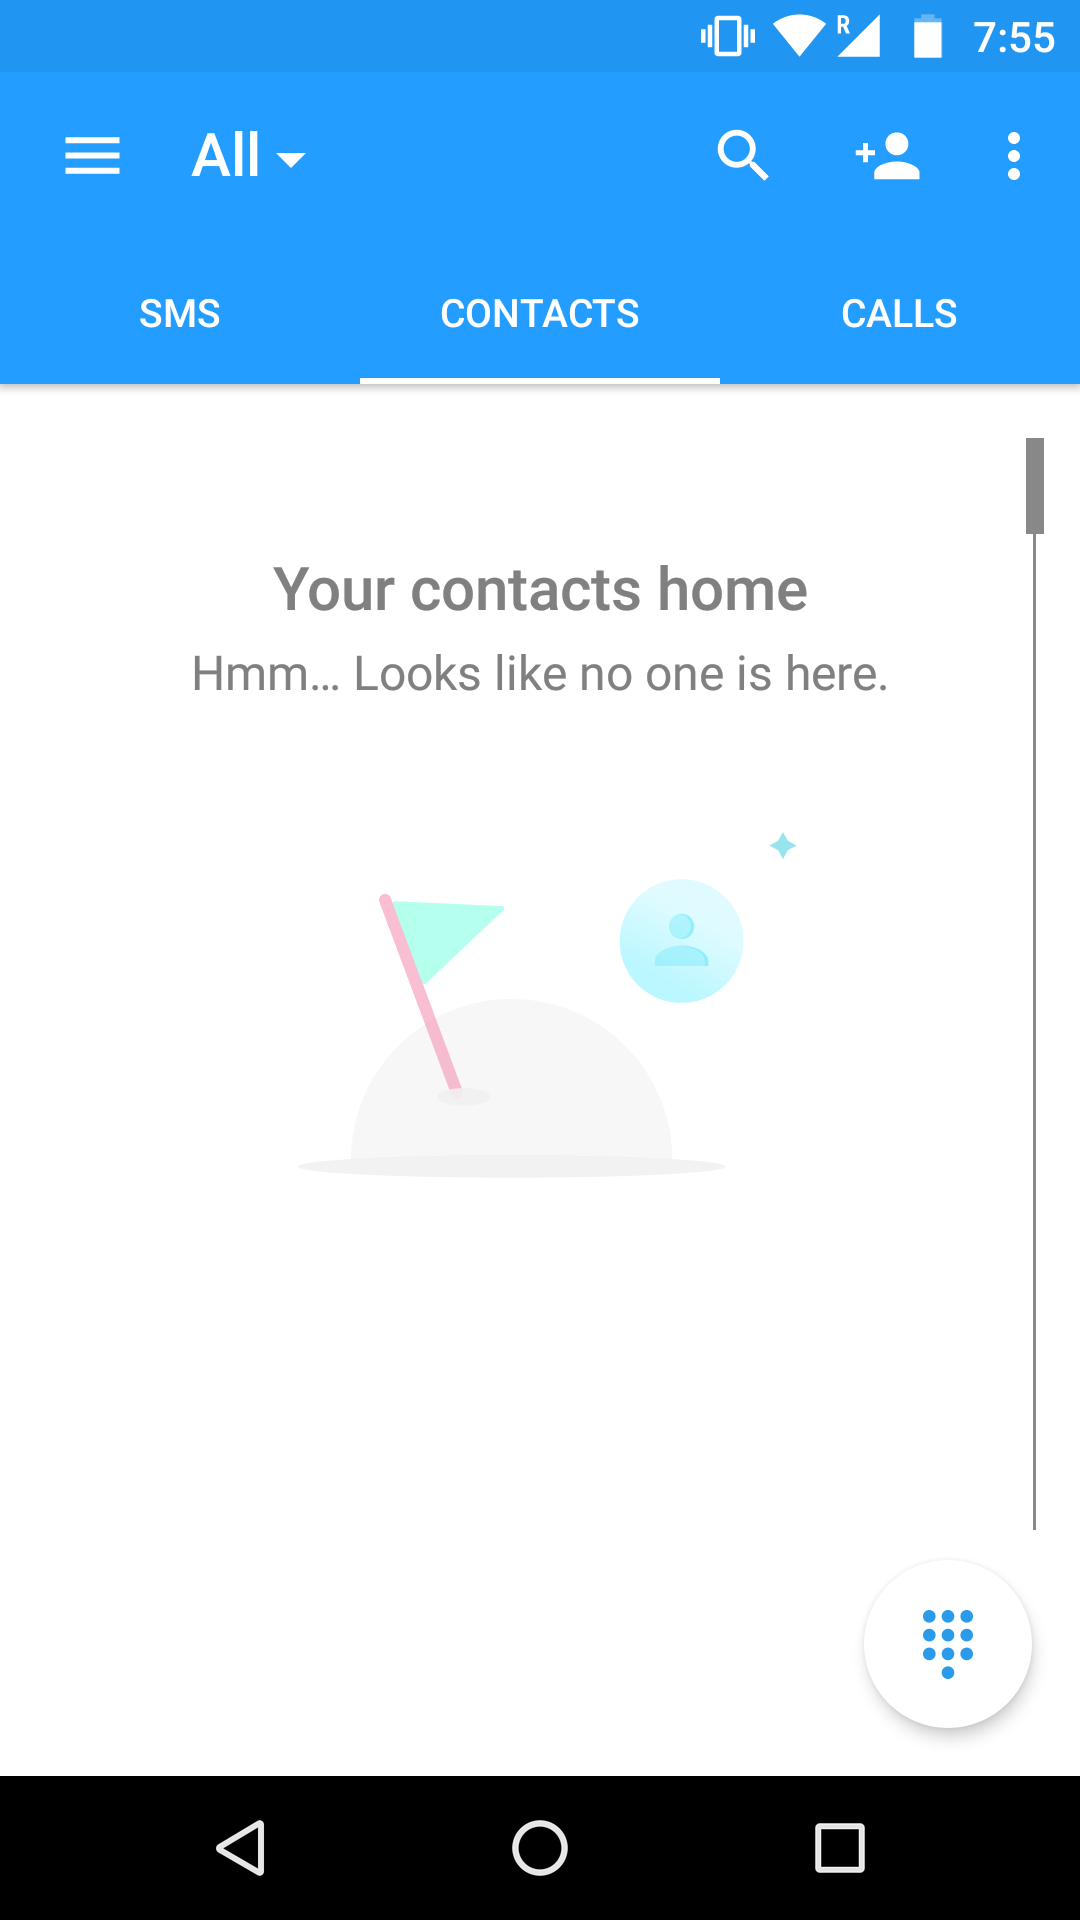 R
7:55
All
SMS
CONTACTS
CALLS
Your contacts home
Hmm... Looks like no one is here.